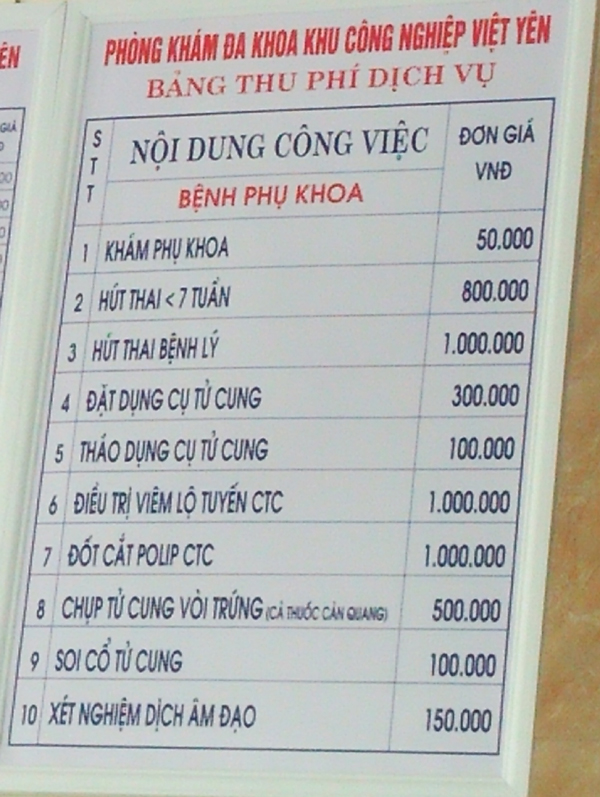 ÊN
GIÁ
PHÒNG KHÁM ĐA KHOA KHU CÔNG NGHIỆP VIỆT YÊN
BẢNG THU PHÍ DỊCH VỤ
STT NỘI DUNG CÔNG VIỆC ĐƠN GIÁ VNĐ
BỆNH PHỤ KHOA
1 KHÁM PHỤ KHOA 50.000
2 HÚT THAI < 7 TUẦN 800.000
3 HÚT THAI BỆNH LÝ 1.000.000
4 ĐẶT DỤNG CỤ TỬ CUNG 300.000
5 THÁO DỤNG CỤ TỬ CUNG 100.000
6 ĐIỀU TRỊ VIÊM LỘ TUYẾN CTC 1.000.000
7 ĐỐT CẮT POLIP CTC 1.000.000
8 CHỤP TỬ CUNG VÒI TRỨNG (CẢ THUỐC CẢN QUANG) 500.000
9 SOI CỔ TỬ CUNG 100.000
10 XÉT NGHIỆM DỊCH ÂM ĐẠO 150.000